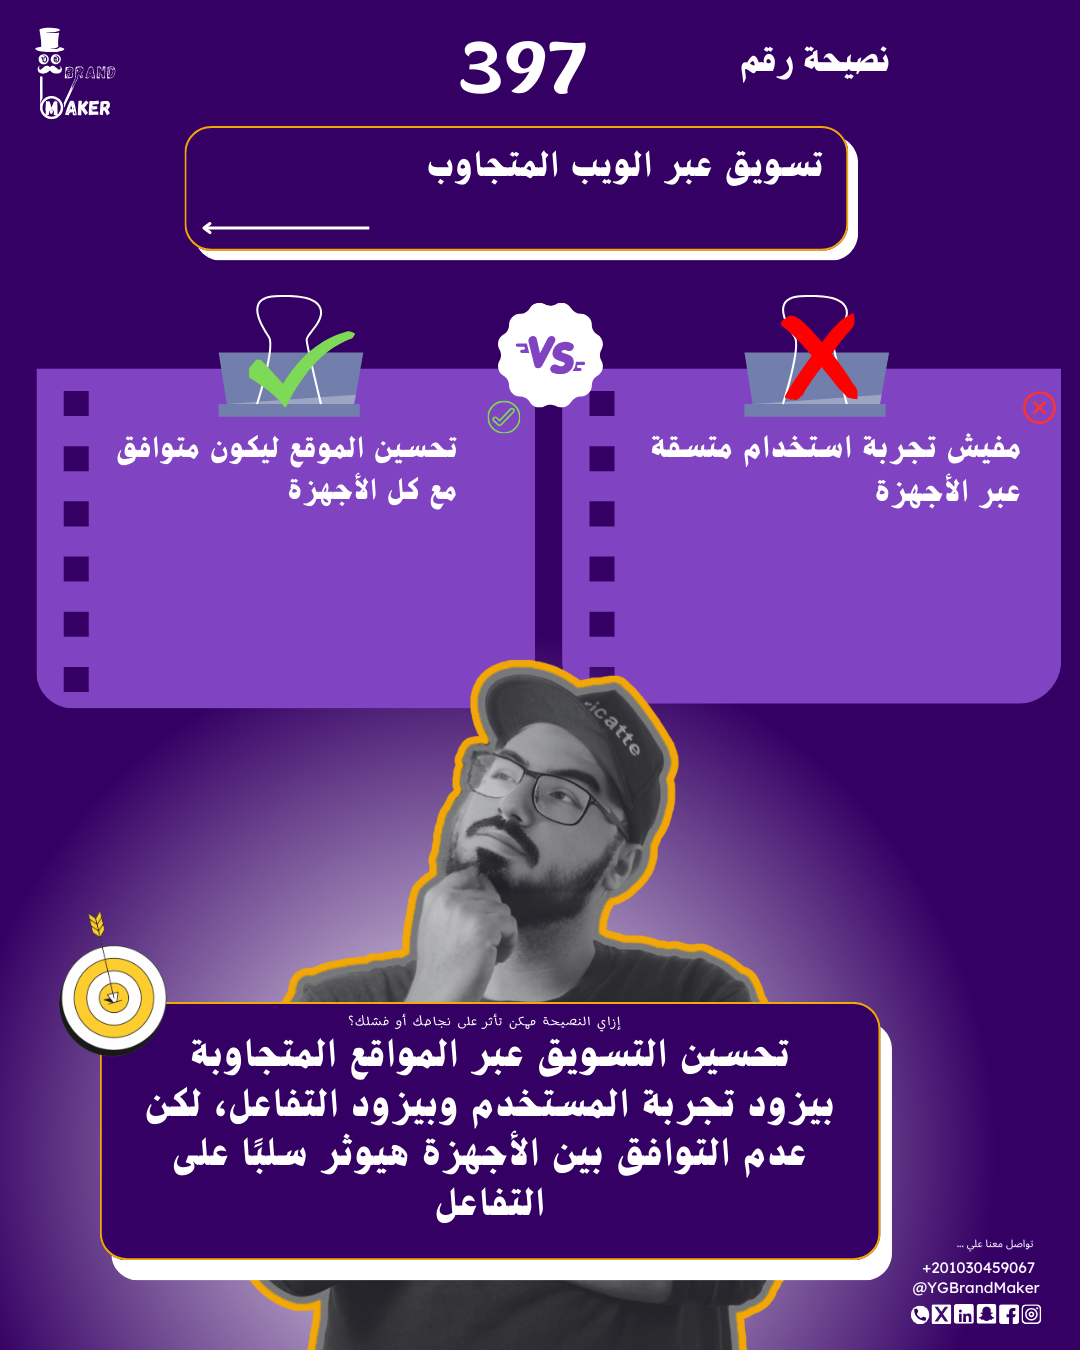 BRAND
MAKER
نصيحة رقم
397
تسويق عبر الويب المتجاوب
VS
مفيش تجربة استخدام متسقة
عبر الأجهزة
تحسين الموقع ليكون متوافق
مع كل الأجهزة
icatte
إزاي النصيحة ممكن تأثر على نجاحك أو فشلك؟
تحسين التسويق عبر المواقع المتجاوبة
بيزود تجربة المستخدم وبيزود التفاعل، لكن
عدم التوافق بين الأجهزة هيوثر سلبًا على
التفاعل
تواصل معنا علي ...
+201030459067
@YGBrandMaker